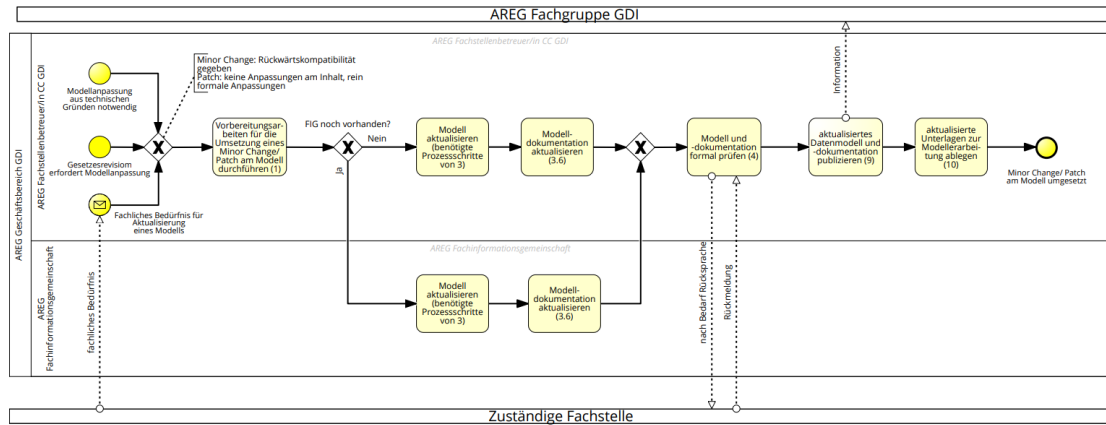 AREG Fachgruppe GDI
AREG Geschäftsbereich GDI
AREG Fachstellenbetreuer/in CC GDI
AREG Fachstellenbetreuer/in CC GDI
Modellanpassung
aus technischen
Gründen notwendig
Gesetzesrevisiom
erfordert Modellanpassung
Fachliches Bedürfnis für
Aktualisierung
eines Modells
Minor Change: Rückwärtskompatibilität
gegeben
Patch: keine Anpassungen am Inhalt, rein
formale Anpassungen
Vorbereitungsar-
beiten für die
Umsetzung eines
Minor Change/
Patch am Modell
durchführen (1)
FIG noch vorhanden?
Nein
Ja
Modell
aktualisieren
(benötigte
Prozessschritte
von 3)
Modell-
dokumentation
aktualisieren
(3.6)
Modell und
-dokumentation
formal prüfen (4)
Information
aktualisiertes
Datenmodell und
-dokumentation
publizieren (9)
aktualisierte
Unterlagen zur
Modellerarbei-
tung ablegen
(10)
Minor Change/ Patch
am Modell umgesetzt
AREG
Fachinformationsgemeinschaft
AREG Fachinformationsgemeinschaft
fachliches Bedürfnis
Modell
aktualisieren
(benötigte
Prozessschritte
von 3)
Modell-
dokumentation
aktualisieren
(3.6)
nach Bedarf Rücksprache
Rückmeldung
Zuständige Fachstelle